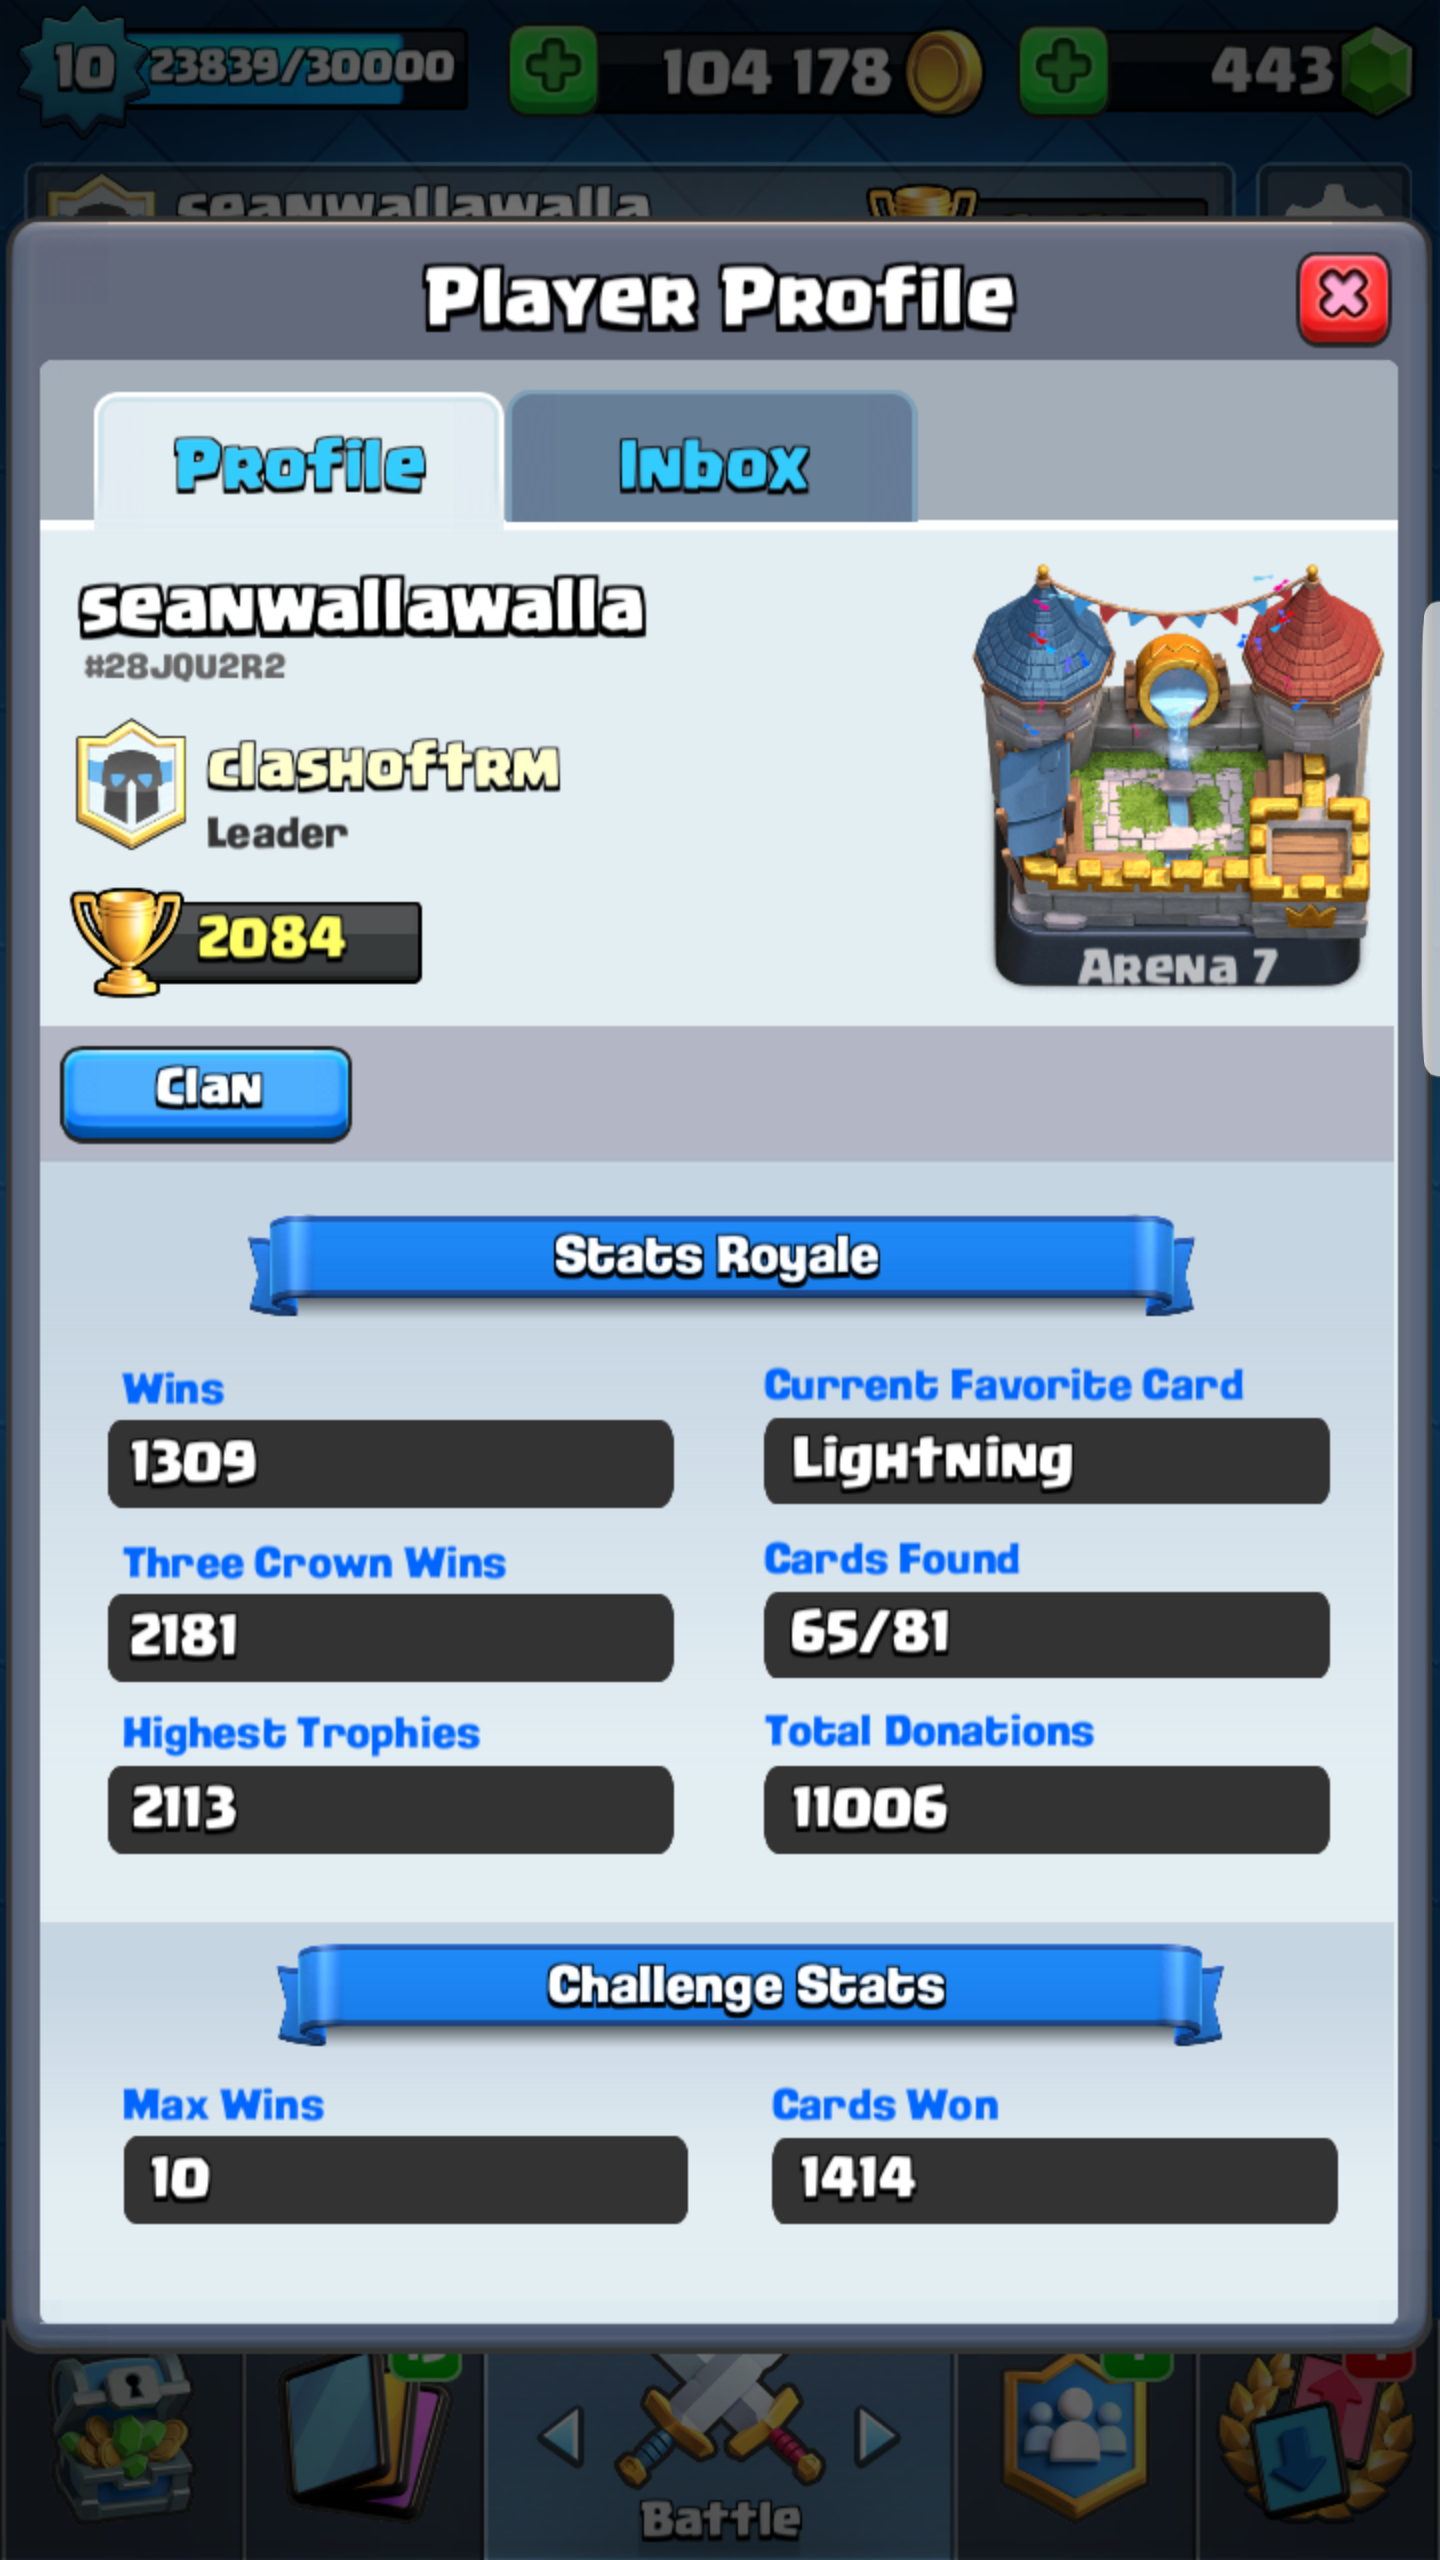 10 23839/30000 104 178 443
seanwallawalla
Player Profile
Profile Inbox
seanwallawalla
#28JQU2R2
clashoftrm
Leader
2084
Arena 7
Clan
Stats Royale
Wins Current Favorite Card
1309 Lightning
Three Crown Wins Cards Found
2181 65/81
Highest Trophies Total Donations
2113 11006
Challenge Stats
Max Wins Cards Won
10 1414
Battle